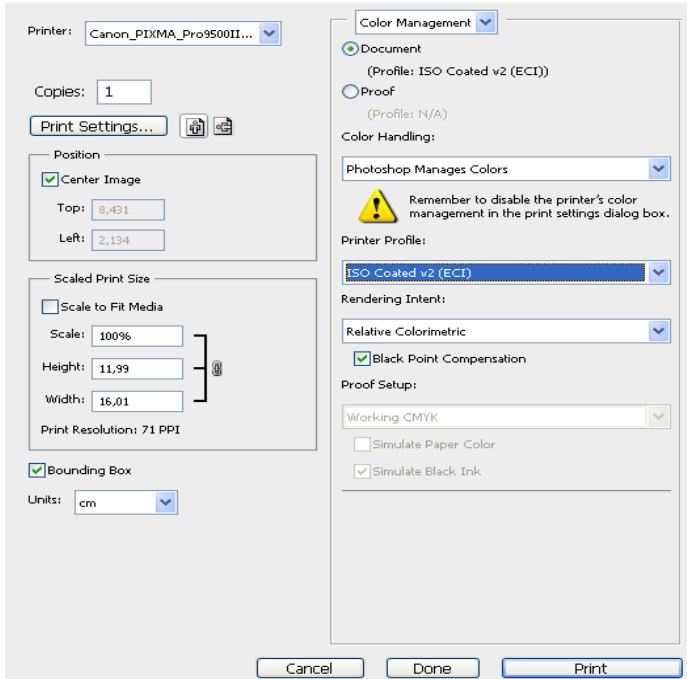 Printer: Canon_PIXMA_Pro9500II...
Copies: 1
Print Settings...
Position
Center Image
Top: 8,431
Left: 2,134
Scaled Print Size
Scale to Fit Media
Scale: 100%
Height: 11,99
Width: 16,01
Print Resolution: 71 PPI
Bounding Box
Units: cm
Color Management
Document
(Profile: ISO Coated v2 (ECI))
Proof
(Profile: N/A)
Color Handling:
Photoshop Manages Colors
Remember to disable the printer's color
management in the print settings dialog box.
Printer Profile:
ISO Coated v2 (ECI)
Rendering Intent:
Relative Colorimetric
Black Point Compensation
Proof Setup:
Working CMYK
Simulate Paper Color
Simulate Black Ink
Cancel
Done
Print